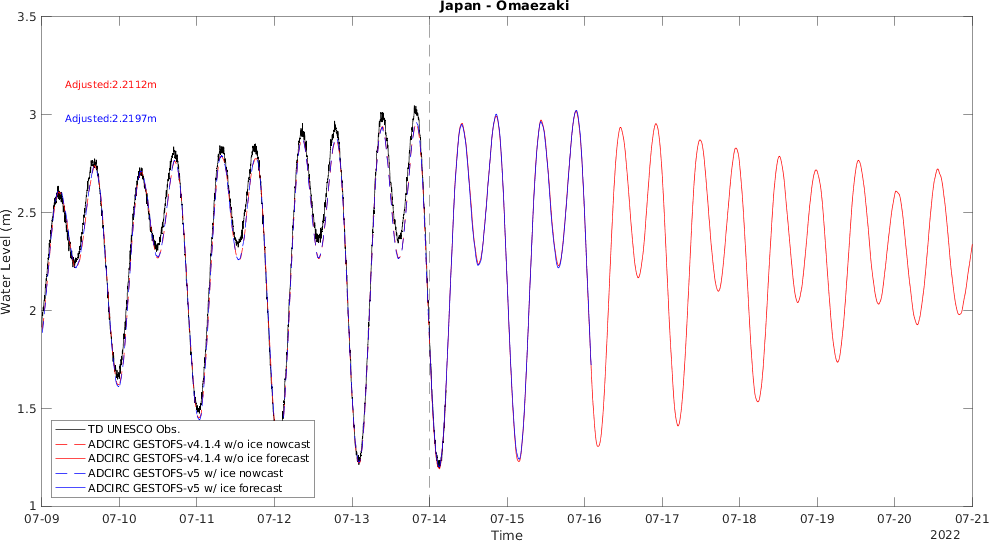 Japan - Omaezaki
3.5
3
2.5
2
1.5
1
Water Level (m)
Adjusted:2.2112m
Adjusted:2.2197m
TD UNESCO Obs.
ADCIRC GESTOFS-v4.1.4 w/o ice nowcast
ADCIRC GESTOFS-v4.1.4 w/o ice forecast
ADCIRC GESTOFS-v5 w/ ice nowcast
ADCIRC GESTOFS-v5 w/ ice forecast
07-09 07-10 07-11 07-12 07-13 07-14 07-15 07-16 07-17 07-18 07-19 07-20 07-21
Time
2022